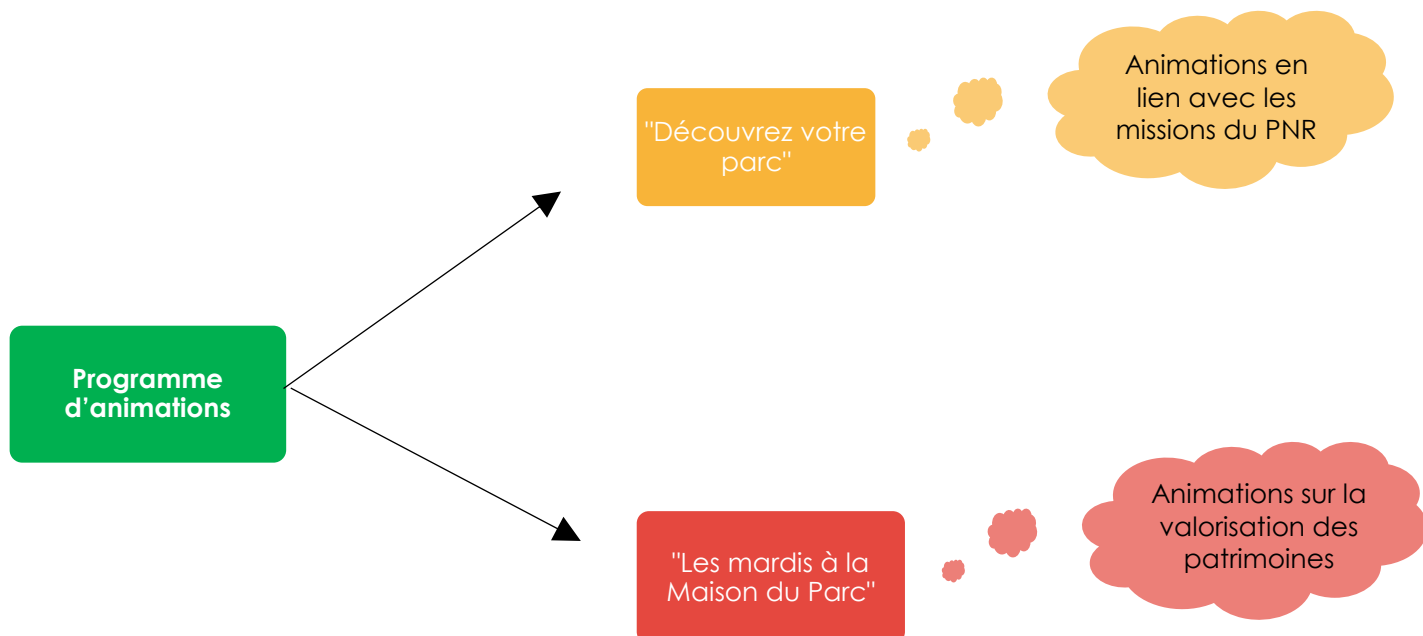 Animations en
lien avec les
missions du PNR
"Découvrez votre
parc"
Programme
d’animations
Animations sur la
valorisation des
patrimoines
"Les mardis à la
Maison du Parc"